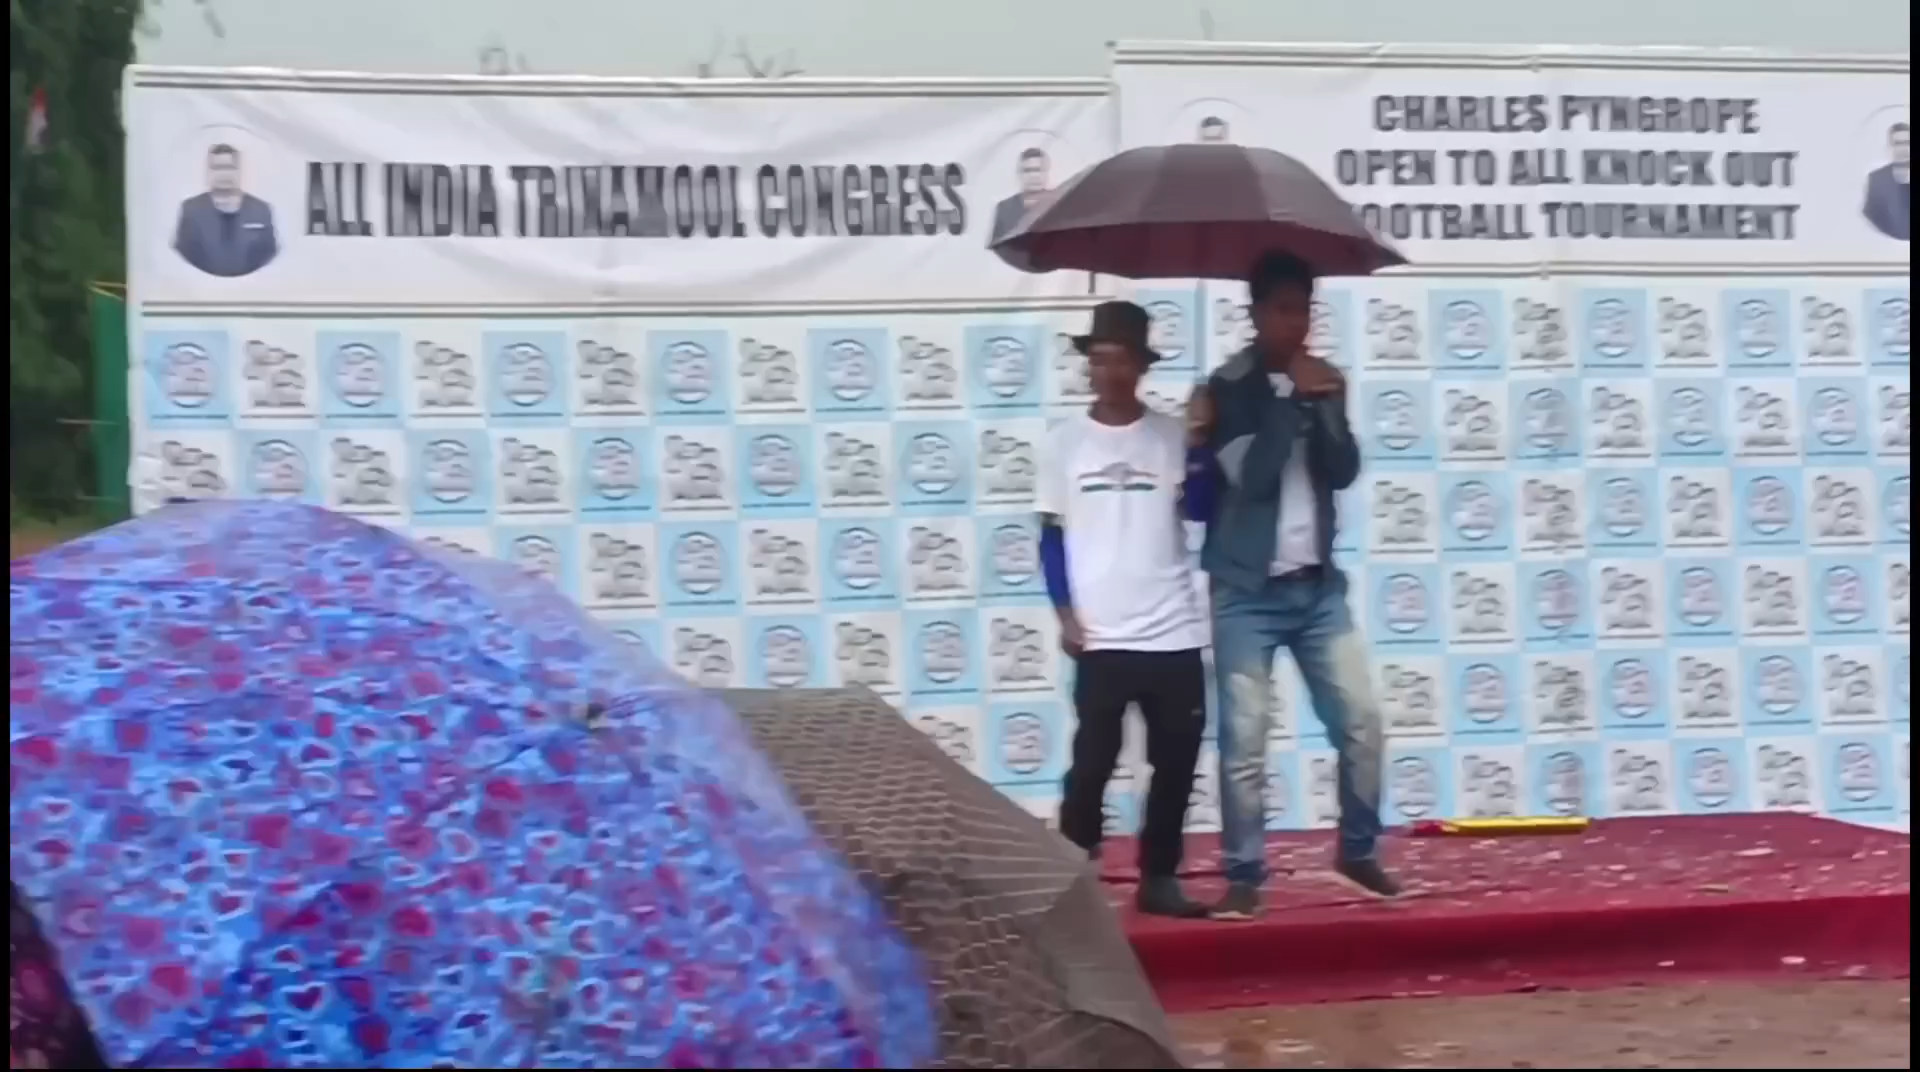 ALL INDIA TRINAMOOL CONGRESS
CHARLES PYNGROPE
OPEN TO ALL KNOCK OUT
FOOTBALL TOURNAMENT